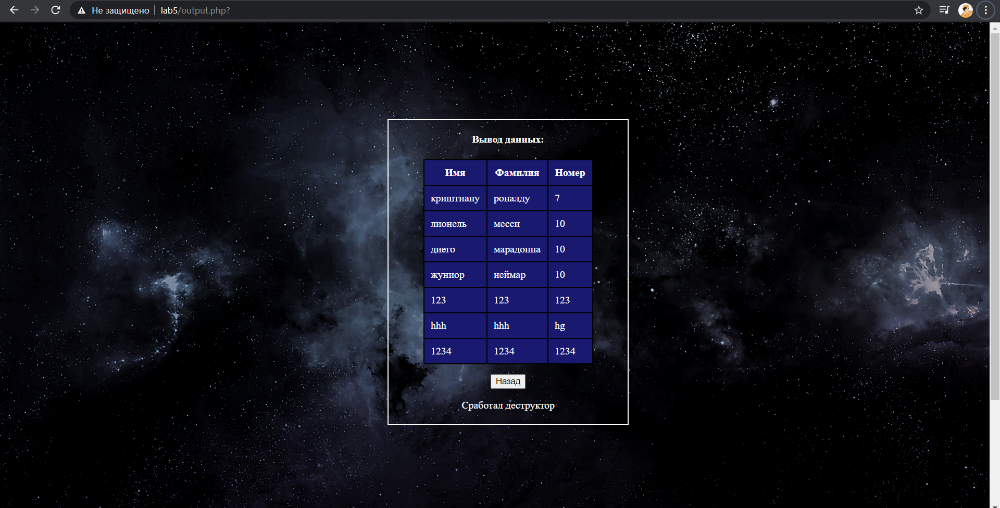 Не защищено | lab5/output.php?
Вывод данных:
Имя Фамилия Номер
криштиану роналду 7
лионель месси 10
диего марадонна 10
жуниор неймар 10
123 123 123
hhh hhh hg
1234 1234 1234
Назад
Сработал деструктор